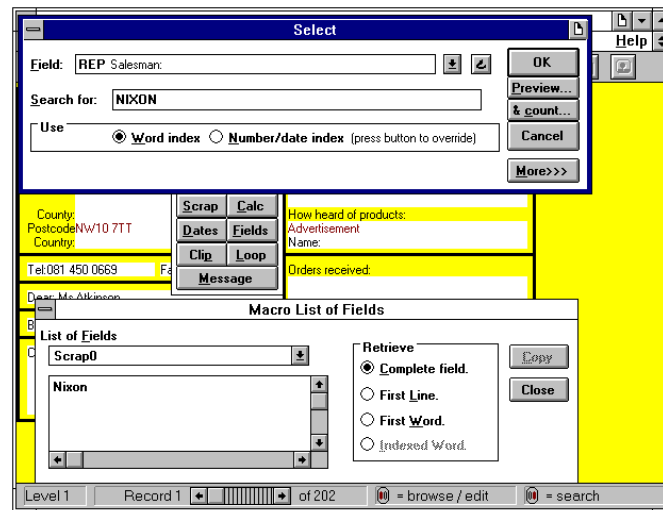 Select
Help
Field: REP Salesman:
OK
Preview...
Search for: NIXON
& count...
Use
Word index Number/date index (press button to override)
Cancel
More>>>
Scrap Calc
County:
How heard of products:
Postcode NW10 7TT
Dates Fields
Advertisement
Country:
Name:
Clip Loop
Tel:081 450 0669
Fa
Message
Orders received:
Dear: Ms Atkinson
Macro List of Fields
B
List of Fields
C
Scrap0
Retrieve
Copy
Complete field.
Nixon
First Line.
Close
First Word.
Indexed Word.
Level 1 Record 1 of 202 = browse / edit = search